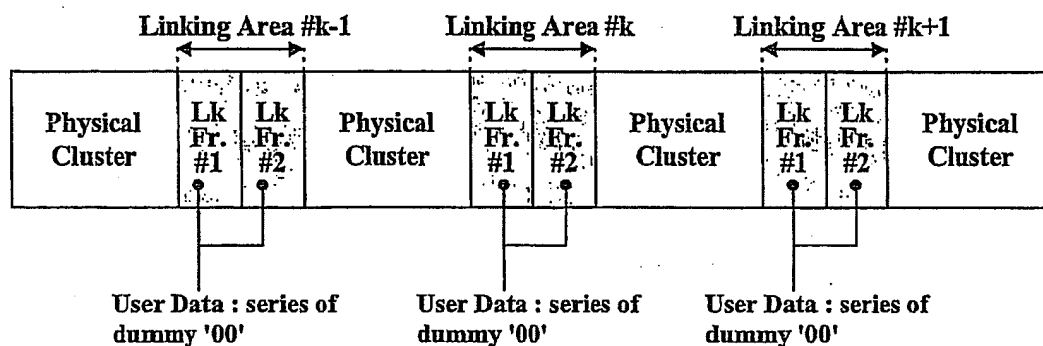 Linking Area #k-1
Linking Area #k
Linking Area #k+1
Physical
Cluster
Lk
Fr.
#1
Lk
Fr.
#2
Physical
Cluster
Lk
Fr.
#1
Lk
Fr.
#2
Physical
Cluster
Lk
Fr.
#1
Lk
Fr.
#2
Physical
Cluster
User Data : series of
dummy '00'
User Data : series of
dummy '00'
User Data : series of
dummy '00'